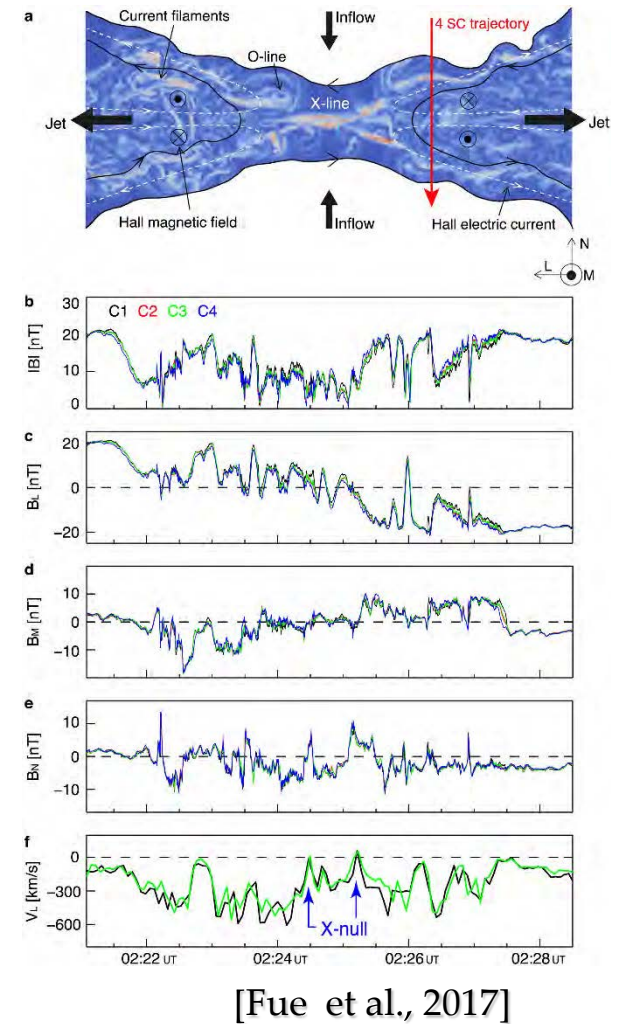 a
Current filaments
Inflow
4 SC trajectory
O-line
X-line
Jet
Jet
Hall magnetic field
Inflow
Hall electric current
N
L
M
b
C1 C2 C3 C4
|B| [nT]
30
20
10
0
c
BL [nT]
20
0
−20
d
BM [nT]
10
0
−10
e
BN [nT]
10
0
−10
f
VL [km/s]
0
−300
−600
X-null
02:22 UT 02:24 UT 02:26 UT 02:28 UT
[Fue et al., 2017]